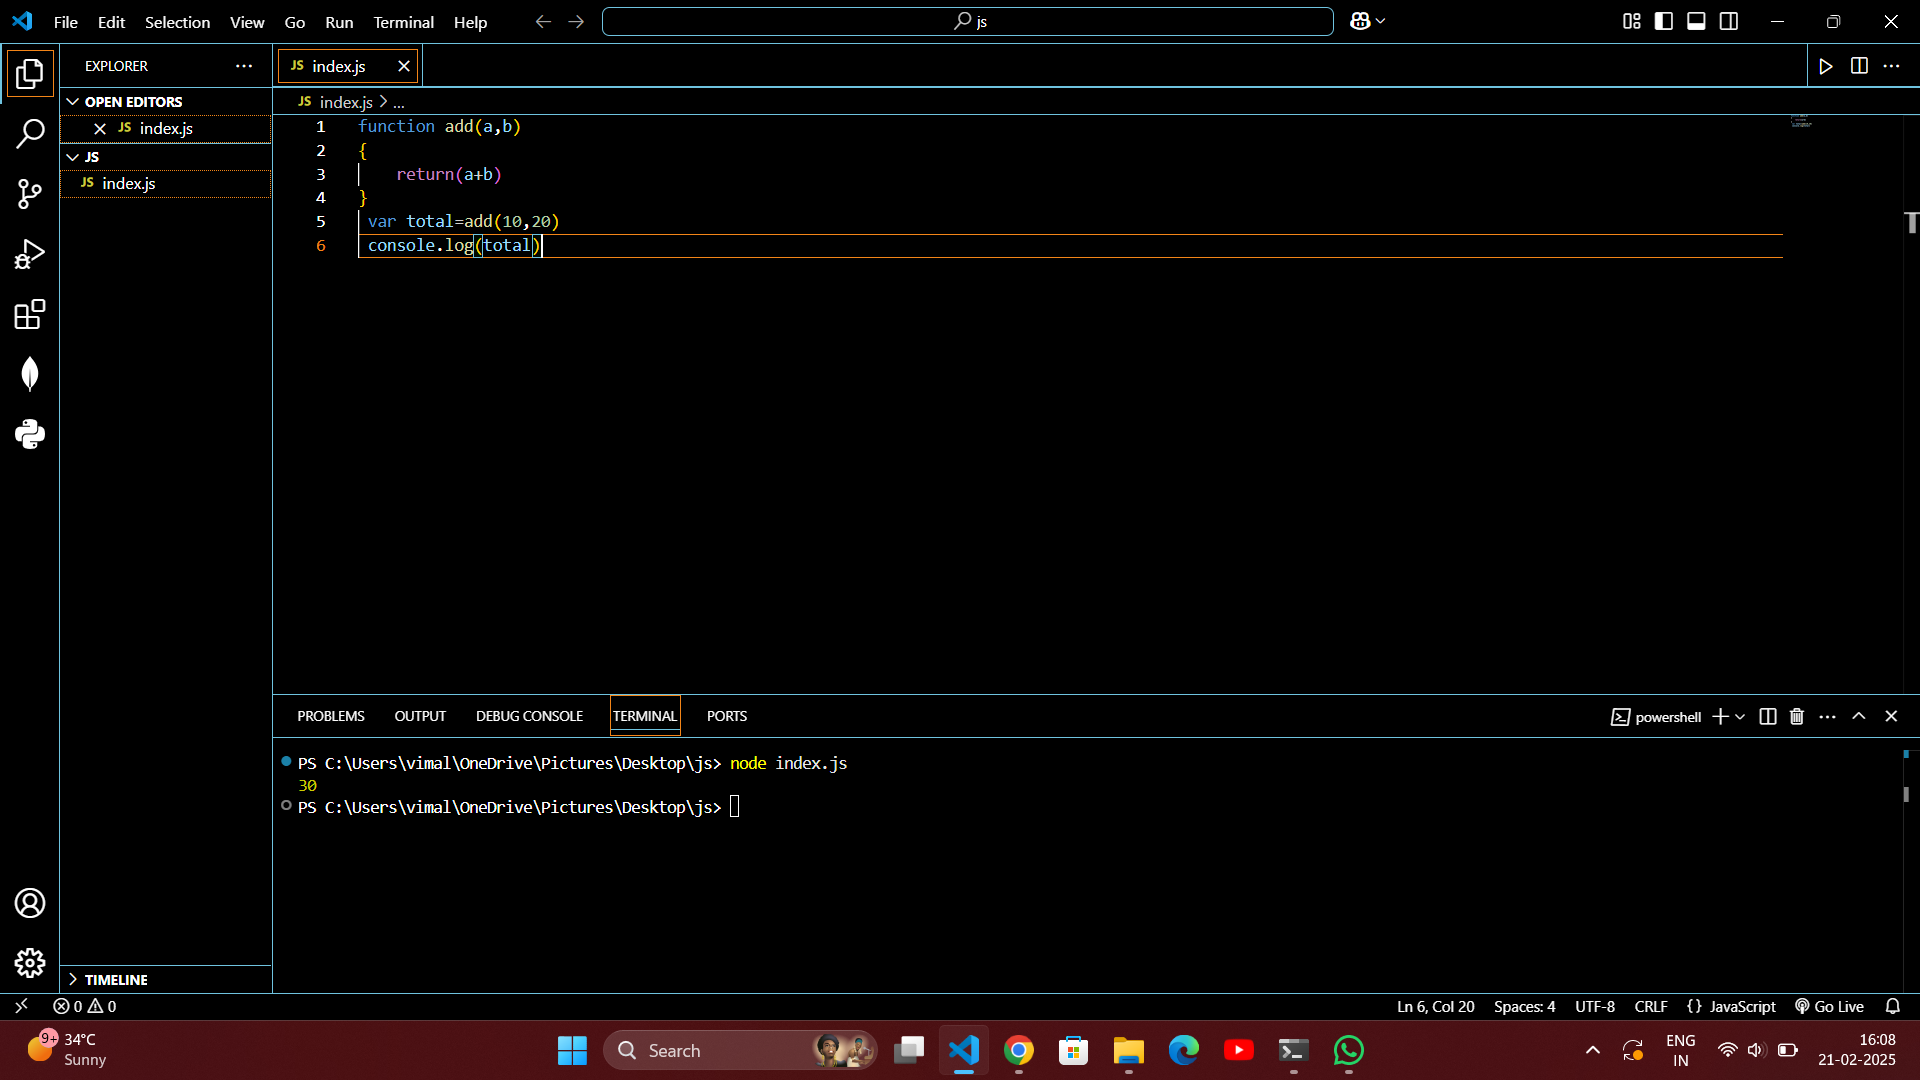 File Edit Selection View Go Run Terminal Help
js
EXPLORER
JS index.js
OPEN EDITORS
JS index.js
JS
JS index.js
TIMELINE
JS index.js > ...
1 function add(a,b)
2 {
3 return(a+b)
4 }
5 var total=add(10,20)
6 console.log(total)
PROBLEMS OUTPUT DEBUG CONSOLE TERMINAL PORTS
powershell
PS C:\Users\vimal\OneDrive\Pictures\Desktop\js> node index.js
30
PS C:\Users\vimal\OneDrive\Pictures\Desktop\js>
0 0
Ln 6, Col 20 Spaces: 4 UTF-8 CRLF {} JavaScript Go Live
9+
34°C
Sunny
Search
ENG
IN
16:08
21-02-2025